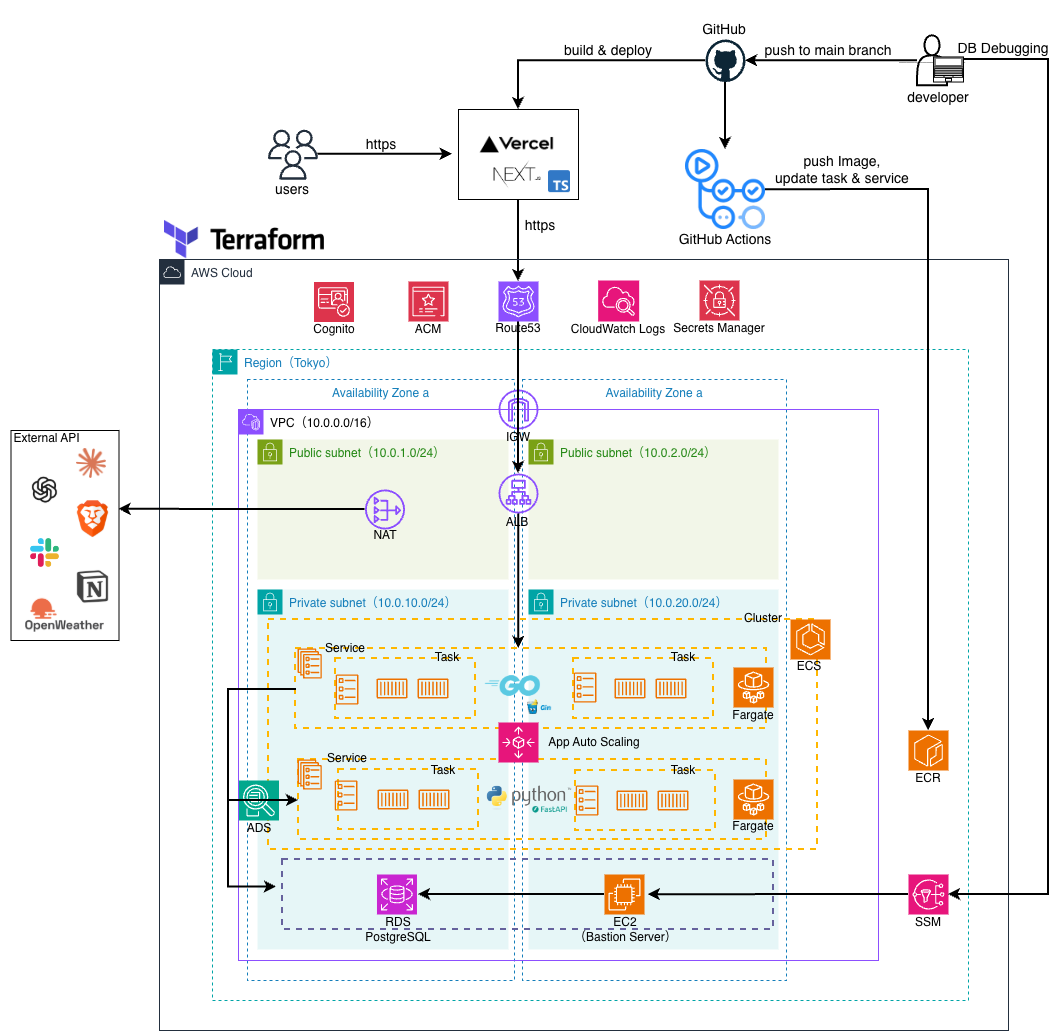 GitHub
build & deploy
push to main branch
DB Debugging
developer
Vercel
NEXT.JS
TS
https
users
push Image,
update task & service
https
GitHub Actions
Terraform
AWS Cloud
53
Cognito
ACM
Route53
CloudWatch Logs
Secrets Manager
Region（Tokyo）
Availability Zone a
Availability Zone a
VPC（10.0.0.0/16）
IGW
External API
Public subnet（10.0.1.0/24）
Public subnet（10.0.2.0/24）
NAT
ALB
OpenWeather
Private subnet（10.0.10.0/24）
Private subnet（10.0.20.0/24）
Cluster
ECS
Service
Task
Task
GO
Gin
Fargate
App Auto Scaling
ECR
Service
Task
Task
python
FastAPI
ADS
Fargate
RDS
PostgreSQL
EC2
（Bastion Server）
SSM